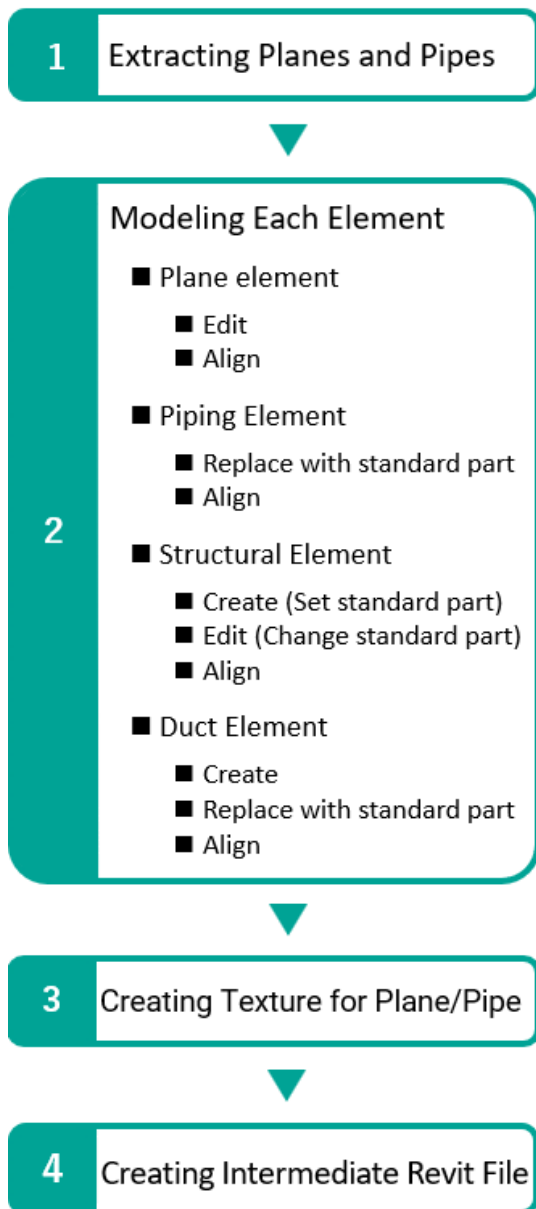 1 Extracting Planes and Pipes
Modeling Each Element
■ Plane element
■ Edit
■ Align
■ Piping Element
■ Replace with standard part
■ Align
2
■ Structural Element
■ Create (Set standard part)
■ Edit (Change standard part)
■ Align
■ Duct Element
■ Create
■ Replace with standard part
■ Align
3 Creating Texture for Plane/Pipe
4 Creating Intermediate Revit File